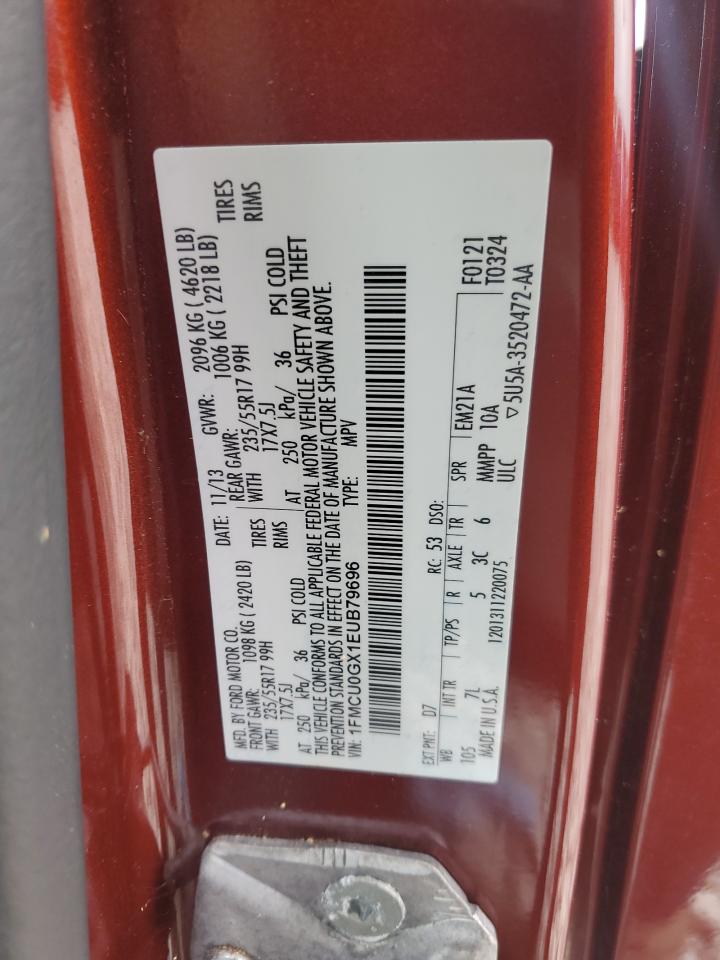 MFD. BY FORD MOTOR CO.
DATE: 11/13 GVWR: 2096 KG ( 4620 LB)
FRONT GAWR: 1098 KG ( 2420 LB) REAR GAWR: 1006 KG ( 2218 LB)
WITH 235/55R17 99H TIRES WITH 235/55R17 99H TIRES
17X7.5J RIMS 17X7.5J RIMS
AT 250 kPa/ 36 PSI COLD AT 250 kPa/ 36 PSI COLD
THIS VEHICLE CONFORMS TO ALL APPLICABLE FEDERAL MOTOR VEHICLE SAFETY AND THEFT
PREVENTION STANDARDS IN EFFECT ON THE DATE OF MANUFACTURE SHOWN ABOVE.
VIN: 1FMCU0GX1EUB79696 TYPE: MPV
EXT PNT: D7 RC: 53 DSO:
WB INT TR TP/PS R AXLE TR SPR EM21A F0121
105 7L 5 3C 6 MMPP 10A T0324
MADE IN U.S.A. 1201311220075 ULC ▽5U5A-3520472-AA